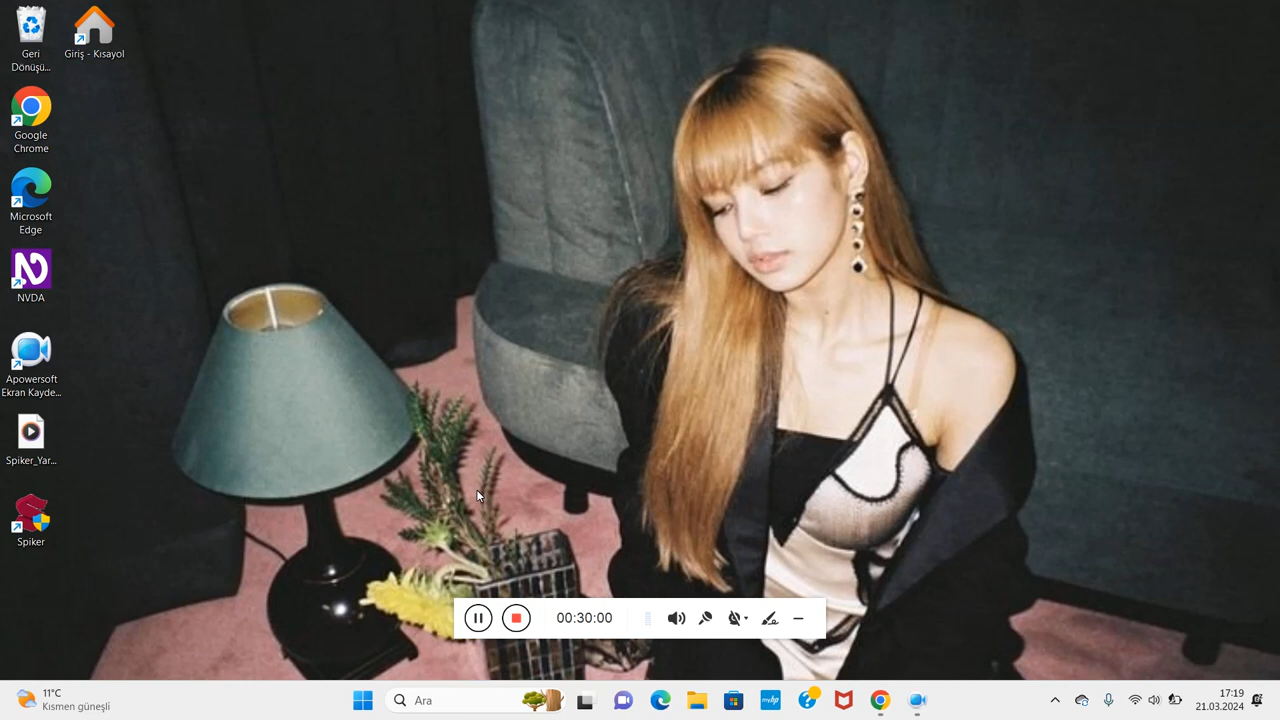 Geri
Dönüşü...
Giriş - Kısayol
Google
Chrome
Microsoft
Edge
NVDA
Apowersoft
Ekran Kayde...
Spiker_Yar...
Spiker
00:30:00
11°C
Kısmen güneşli
Ara
17:19
21.03.2024